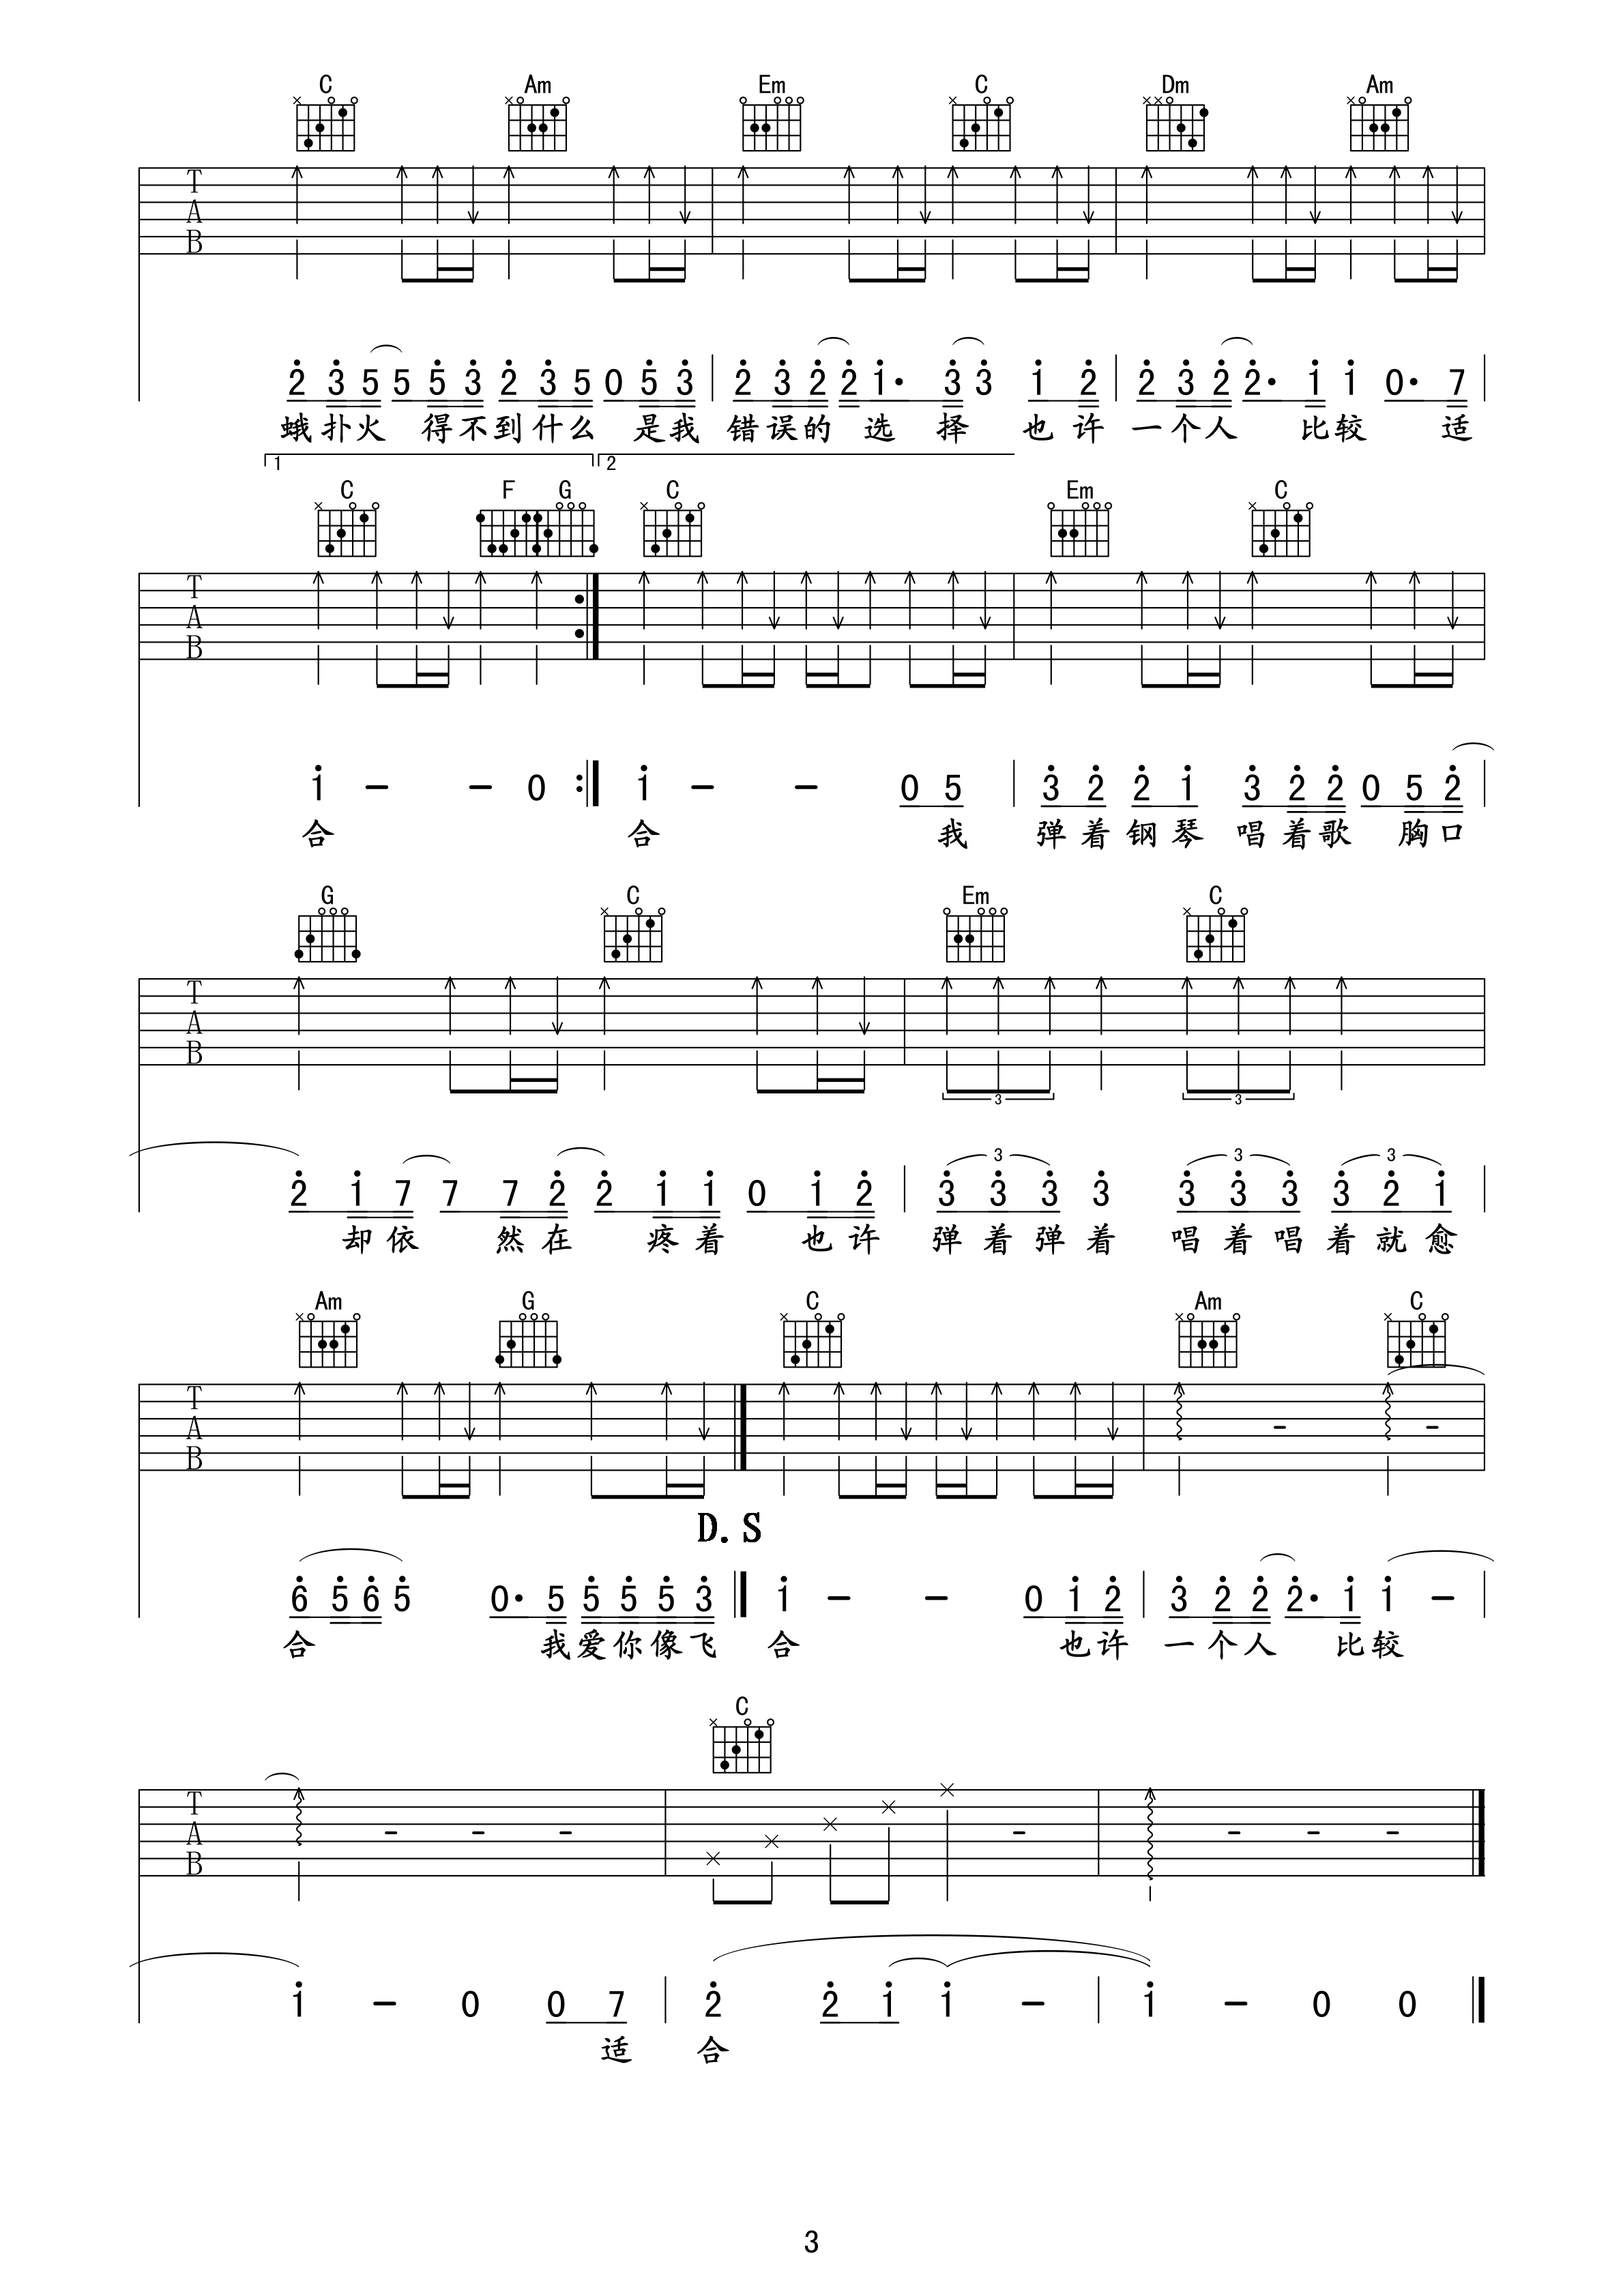 C Am Em C Dm Am
T
A
B
2 3 5 5 5 3 2 3 5 0 5 3 2 3 2 2 1· 3 3 1 2 2 3 2 2· 1 1 0· 7
蛾 扑 火 得 不 到 什 么 是 我 错 误 的 选 择 也 许 一 个 人 比 较 适
1 2
C F G C Em C
T
A
B
1 – – 0 1 – – 0 5 3 2 2 1 3 2 2 0 5 2
合 合 我 弹 着 钢 琴 唱 着 歌 胸 口
G C Em C
T
A
B
3 3
3 3
2 1 7 7 7 2 2 1 1 0 1 2 3 3 3 3 3 3 3 3 2 1
却 依 然 在 疼 着 也 许 弹 着 弹 着 唱 着 唱 着 就 愈
Am G C Am C
T
A
B
D.S
6 5 6 5 0· 5 5 5 5 3 1 – – 0 1 2 3 2 2 2· 1 1 –
合 我 爱 你 像 飞 合 也 许 一 个 人 比 较
C
T
A
B
1 – 0 0 7 2 2 1 1 – 1 – 0 0
适 合
3